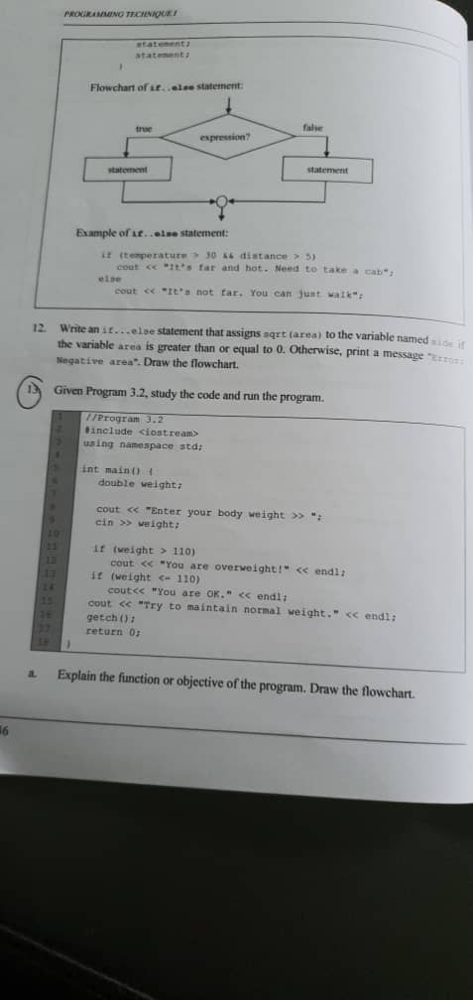 PROGRAMMING TECHNIQUE I
statement;
statement;
}
Flowchart of if..else statement:
true
expression?
false
statement
statement
Example of if..else statement:
if (temperature > 30 && distance > 5)
cout << "It's far and hot. Need to take a cab";
else
cout << "It's not far. You can just walk";
12. Write an if...else statement that assigns sqrt(area) to the variable named side if
the variable area is greater than or equal to 0. Otherwise, print a message "Error:
Negative area". Draw the flowchart.
13. Given Program 3.2, study the code and run the program.
1 //Program 3.2
2 #include <iostream>
3 using namespace std;
4
5 int main() {
6 double weight;
7
8 cout << "Enter your body weight >> ";
9 cin >> weight;
10
11 if (weight > 110)
12 cout << "You are overweight!" << endl;
13 if (weight <= 110)
14 cout<< "You are OK." << endl;
15 cout << "Try to maintain normal weight." << endl;
16 getch();
17 return 0;
18 }
a. Explain the function or objective of the program. Draw the flowchart.
36